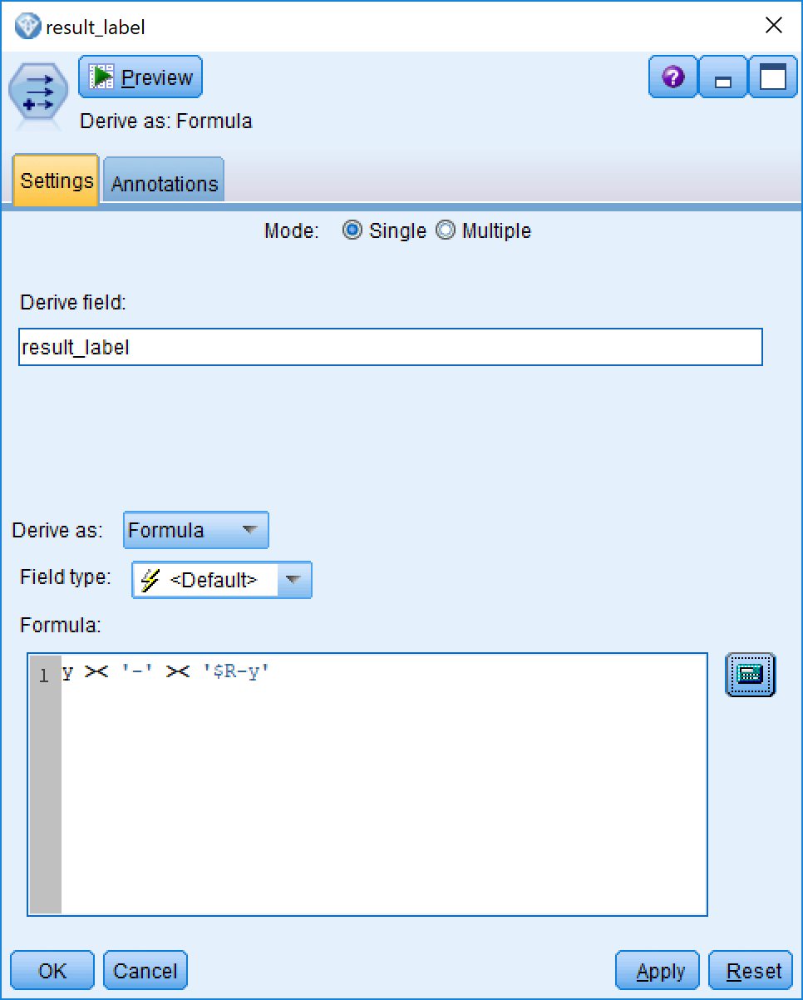 result_label
Preview
Derive as: Formula
Settings Annotations
Mode: Single Multiple
Derive field:
result_label
Derive as: Formula
Field type: <Default>
Formula:
1 y >< '-' >< '$R-y'
OK Cancel Apply Reset